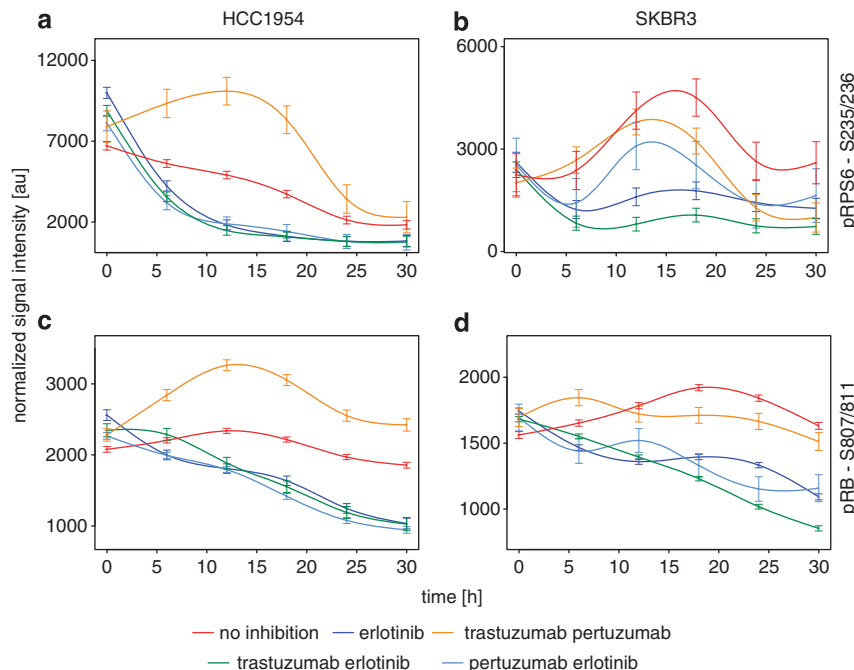 HCC1954
SKBR3
a
b
12000
7000
2000
0 5 10 15 20 25 30
6000
3000
0
0 5 10 15 20 25 30
pRPS6 - S235/236
normalized signal intensity [au]
c
d
3000
2000
1000
0 5 10 15 20 25 30
2000
1500
1000
0 5 10 15 20 25 30
pRB - S807/811
time [h]
no inhibition erlotinib trastuzumab pertuzumab
trastuzumab erlotinib pertuzumab erlotinib